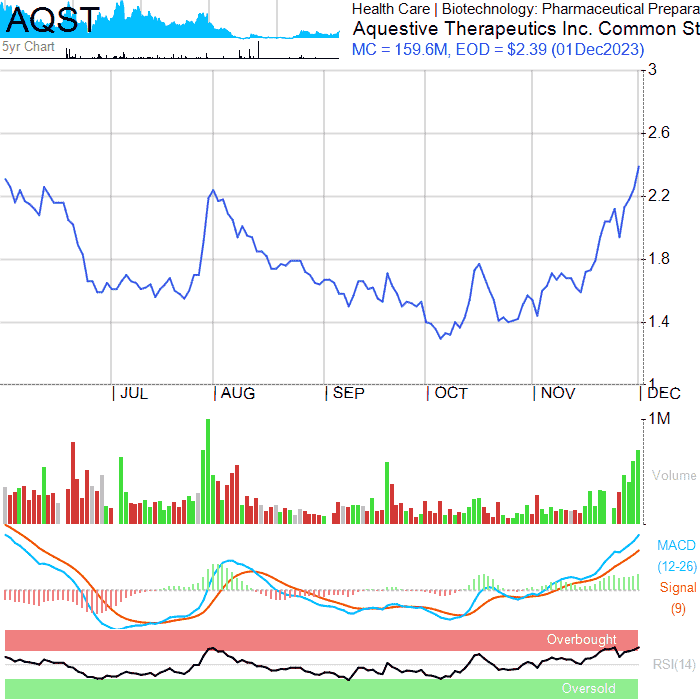 AQST
5yr Chart
Health Care | Biotechnology: Pharmaceutical Prepara
Aquestive Therapeutics Inc. Common St
MC = 159.6M, EOD = $2.39 (01Dec2023)
3
2.6
2.2
1.8
1.4
1
| JUL | AUG | SEP | OCT | NOV | DEC
1M
Volume
MACD
(12-26)
Signal
(9)
Overbought
RSI(14)
Oversold